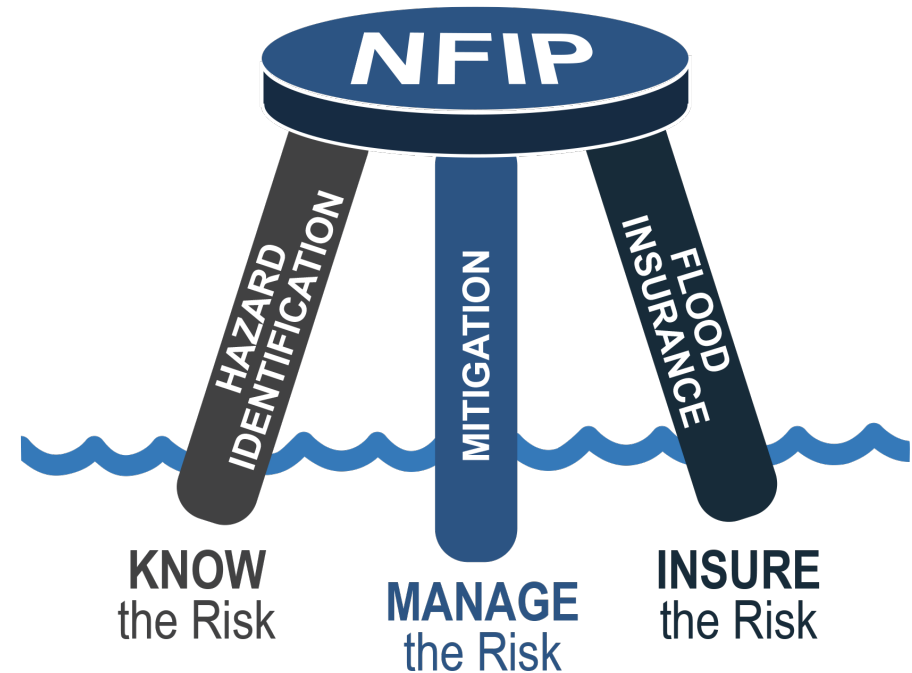 NFIP
HAZARD
IDENTIFICATION
MITIGATION
FLOOD
INSURANCE
KNOW
the Risk
MANAGE
the Risk
INSURE
the Risk